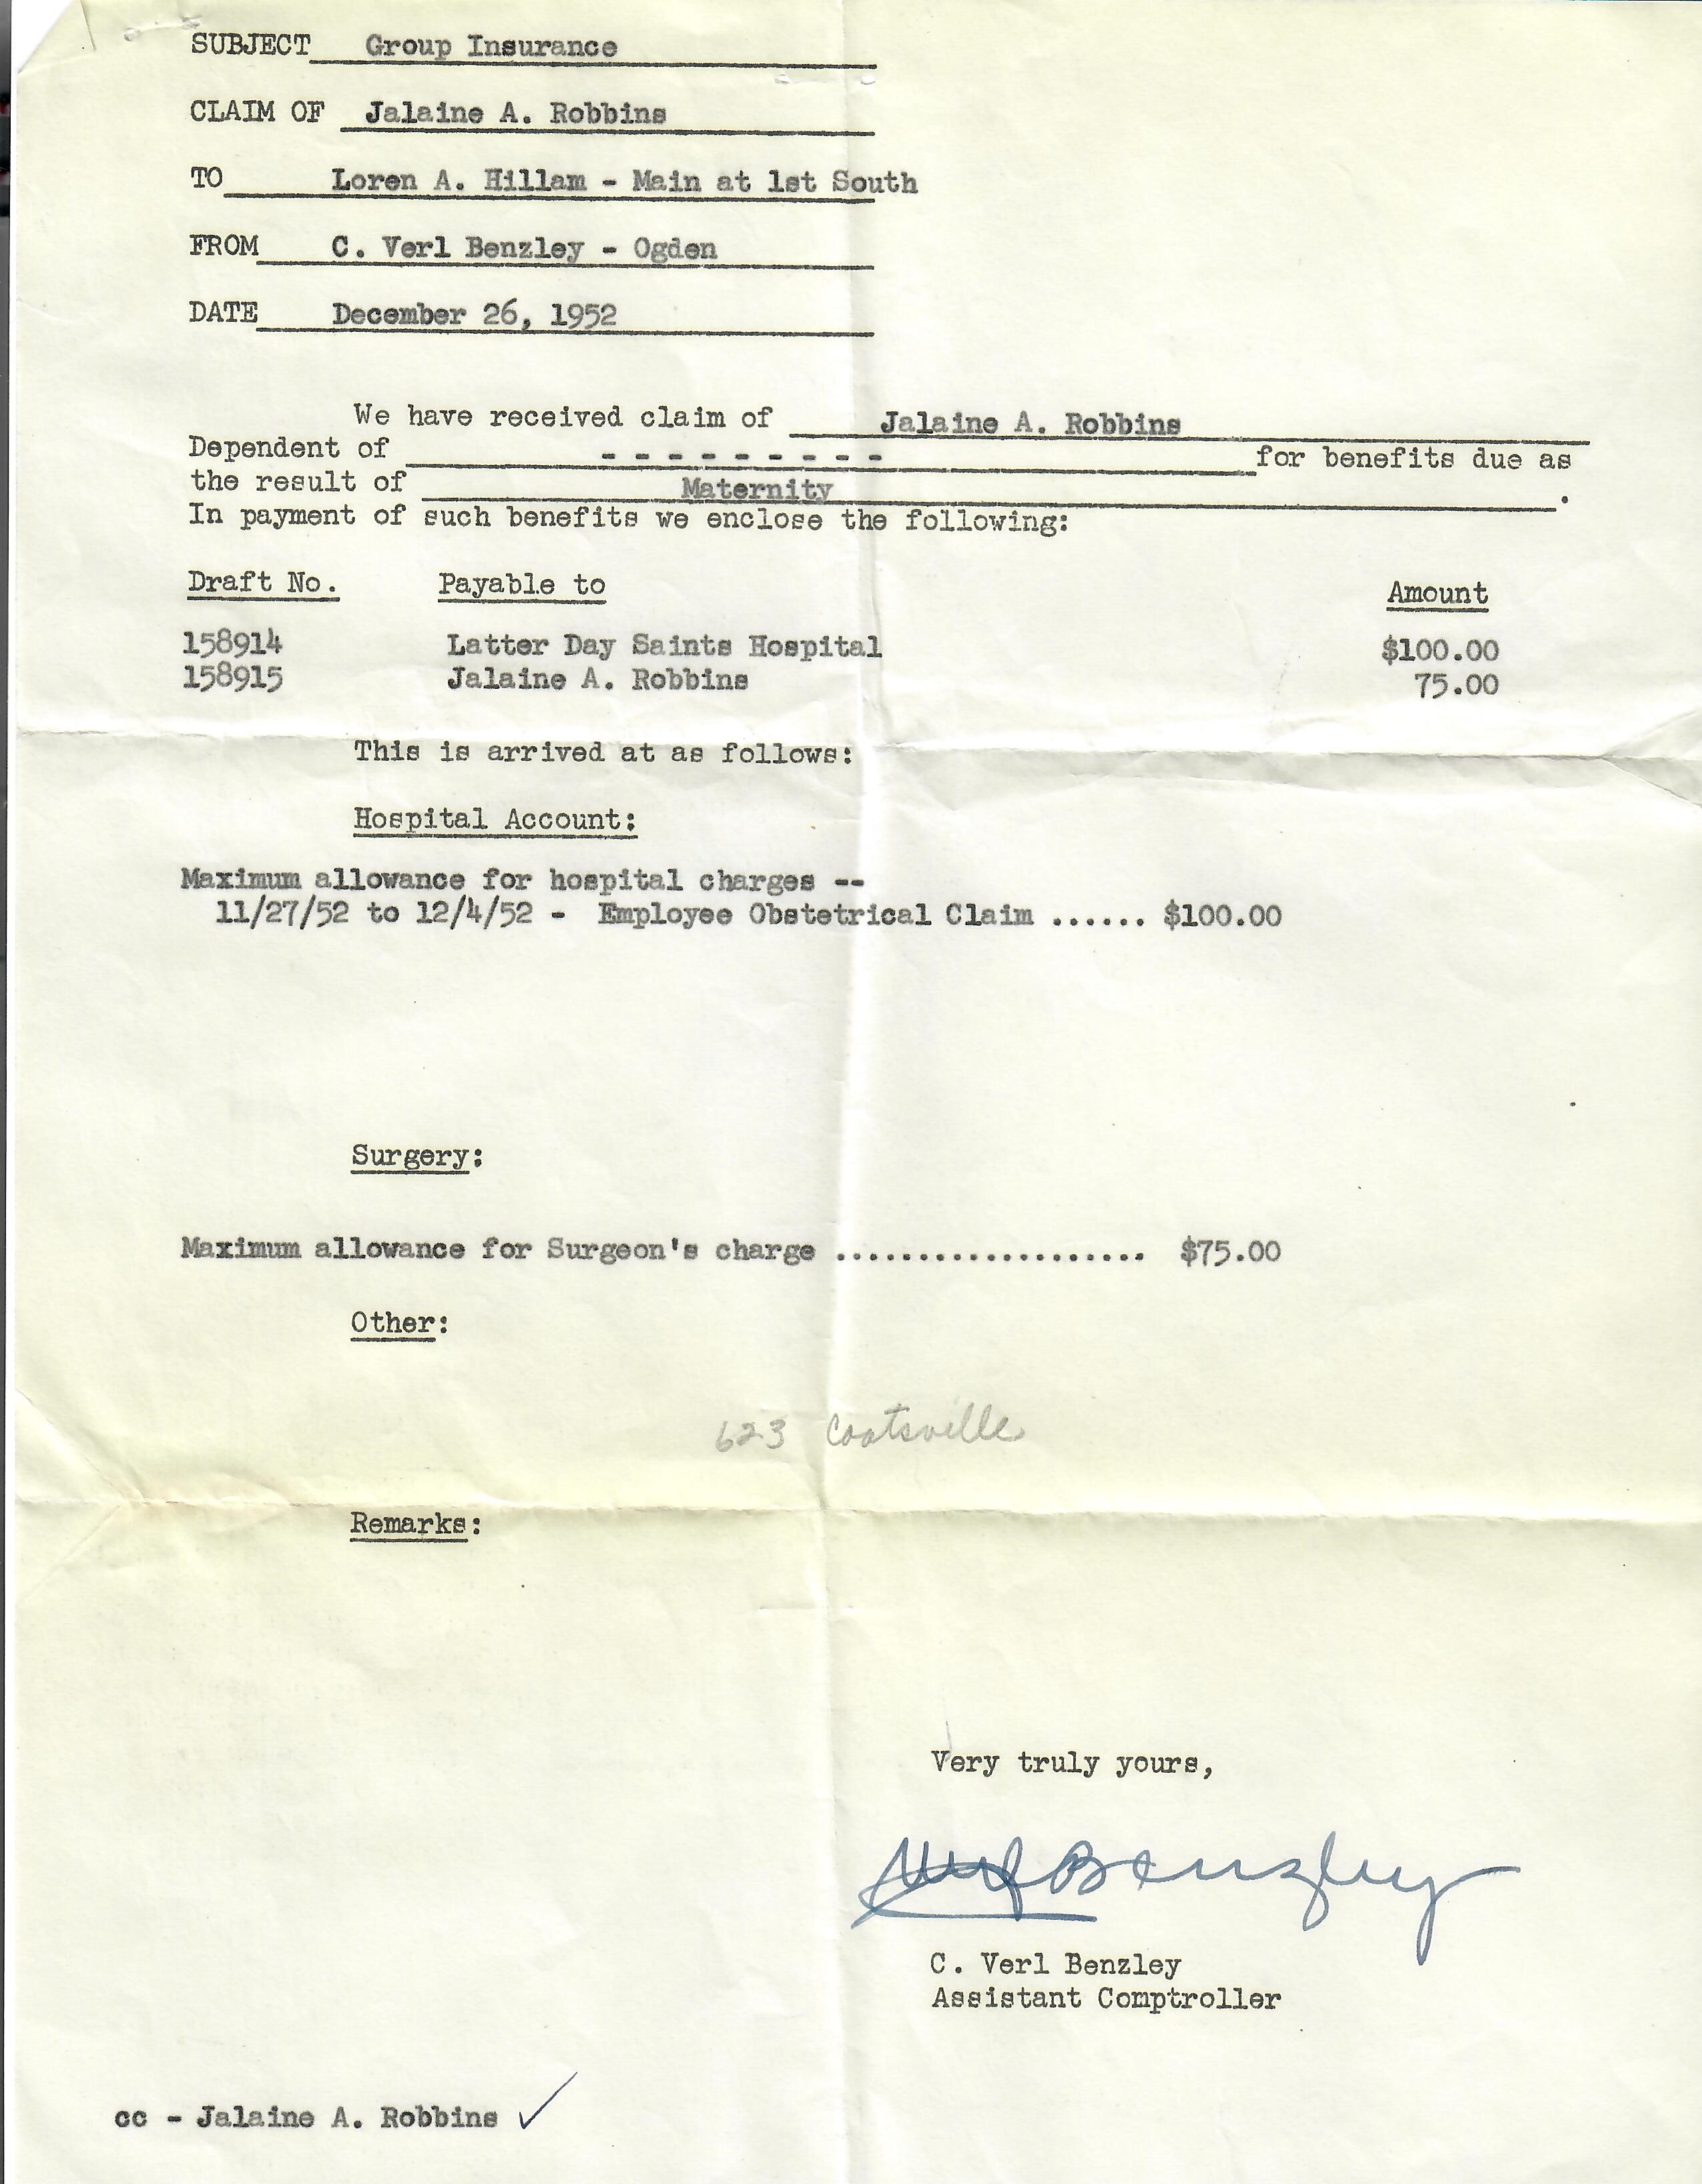 SUBJECT Group Insurance
CLAIM OF Jalaine A. Robbins
TO Loren A. Hillam - Main at 1st South
FROM C. Verl Benzley - Ogden
DATE December 26, 1952
We have received claim of Jalaine A. Robbins
Dependent of - - - - - - - - - for benefits due as
the result of Maternity .
In payment of such benefits we enclose the following:
Draft No. Payable to Amount
158914 Latter Day Saints Hospital $100.00
158915 Jalaine A. Robbins 75.00
This is arrived at as follows:
Hospital Account:
Maximum allowance for hospital charges --
11/27/52 to 12/4/52 - Employee Obstetrical Claim ...... $100.00
Surgery:
Maximum allowance for Surgeon's charge ................... $75.00
Other:
623 Coatsville
Remarks:
Very truly yours,
Verl Benzley
C. Verl Benzley
Assistant Comptroller
cc - Jalaine A. Robbins ✓